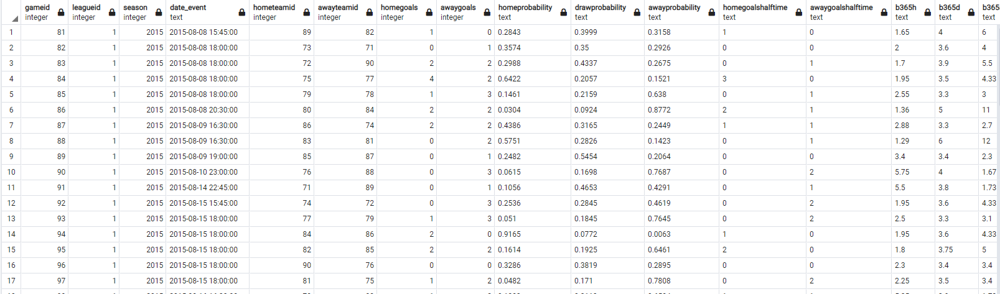 gameid leagueid season date_event hometeamid awayteamid homegoals awaygoals homeprobability drawprobability awayprobability homegoalshalftime awaygoalshalftime b365h b365d b365
integer integer integer text integer integer integer integer text text text text text text text text
1 81 1 2015 2015-08-08 15:45:00 89 82 1 0 0.2843 0.3999 0.3158 1 0 1.65 4 6
2 82 1 2015 2015-08-08 18:00:00 73 71 0 1 0.3574 0.35 0.2926 0 0 2 3.6 4
3 83 1 2015 2015-08-08 18:00:00 72 90 2 2 0.2988 0.4337 0.2675 0 1 1.7 3.9 5.5
4 84 1 2015 2015-08-08 18:00:00 75 77 4 2 0.6422 0.2057 0.1521 3 0 1.95 3.5 4.33
5 85 1 2015 2015-08-08 18:00:00 79 78 1 3 0.1461 0.2159 0.638 0 1 2.55 3.3 3
6 86 1 2015 2015-08-08 20:30:00 80 84 2 2 0.0304 0.0924 0.8772 2 1 1.36 5 11
7 87 1 2015 2015-08-09 16:30:00 86 74 2 2 0.4386 0.3165 0.2449 1 1 2.88 3.3 2.7
8 88 1 2015 2015-08-09 16:30:00 83 81 0 2 0.5751 0.2826 0.1423 0 1 1.29 6 12
9 89 1 2015 2015-08-09 19:00:00 85 87 0 1 0.2482 0.5454 0.2064 0 0 3.4 3.4 2.3
10 90 1 2015 2015-08-10 23:00:00 76 88 0 3 0.0615 0.1698 0.7687 0 2 5.75 4 1.67
11 91 1 2015 2015-08-14 22:45:00 71 89 0 1 0.1056 0.4653 0.4291 0 1 5.5 3.8 1.73
12 92 1 2015 2015-08-15 15:45:00 74 72 0 3 0.2536 0.2845 0.4619 0 2 1.95 3.6 4.33
13 93 1 2015 2015-08-15 18:00:00 77 79 1 3 0.051 0.1845 0.7645 0 2 2.5 3.3 3.1
14 94 1 2015 2015-08-15 18:00:00 84 86 2 0 0.9165 0.0772 0.0063 1 0 1.95 3.6 4.33
15 95 1 2015 2015-08-15 18:00:00 82 85 2 2 0.1614 0.1925 0.6461 2 0 1.8 3.75 5
16 96 1 2015 2015-08-15 18:00:00 90 76 0 0 0.3286 0.3819 0.2895 0 0 2.3 3.4 3.4
17 97 1 2015 2015-08-15 18:00:00 81 75 1 2 0.0482 0.171 0.7808 0 2 2.25 3.5 3.4